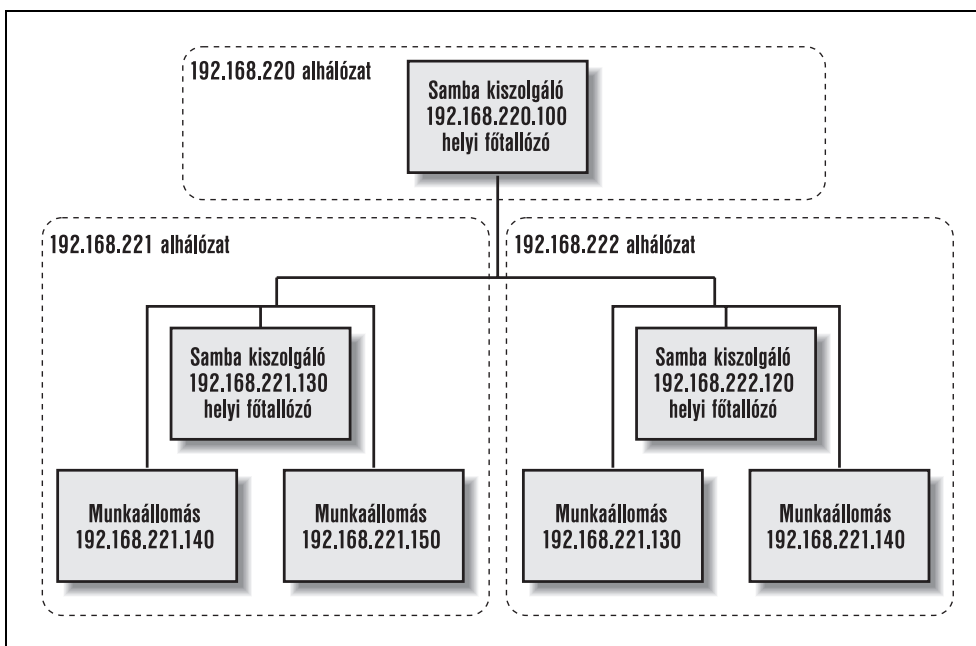 192.168.220 alhálózat
Samba kiszolgáló
192.168.220.100
helyi főtallózó
192.168.221 alhálózat
192.168.222 alhálózat
Samba kiszolgáló
192.168.221.130
helyi főtallózó
Samba kiszolgáló
192.168.222.120
helyi főtallózó
Munkaállomás
192.168.221.140
Munkaállomás
192.168.221.150
Munkaállomás
192.168.221.130
Munkaállomás
192.168.221.140